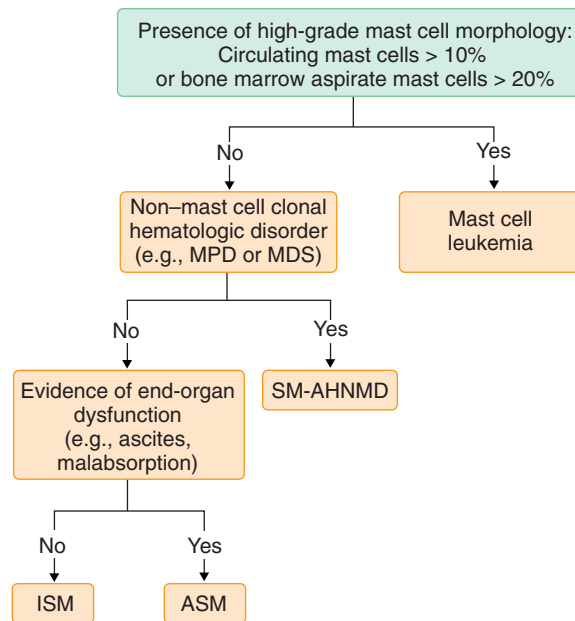 Presence of high-grade mast cell morphology:
Circulating mast cells > 10%
or bone marrow aspirate mast cells > 20%
No
Yes
Non–mast cell clonal
hematologic disorder
(e.g., MPD or MDS)
Mast cell
leukemia
No
Yes
Evidence of end-organ
dysfunction
(e.g., ascites,
malabsorption)
SM-AHNMD
No
Yes
ISM
ASM